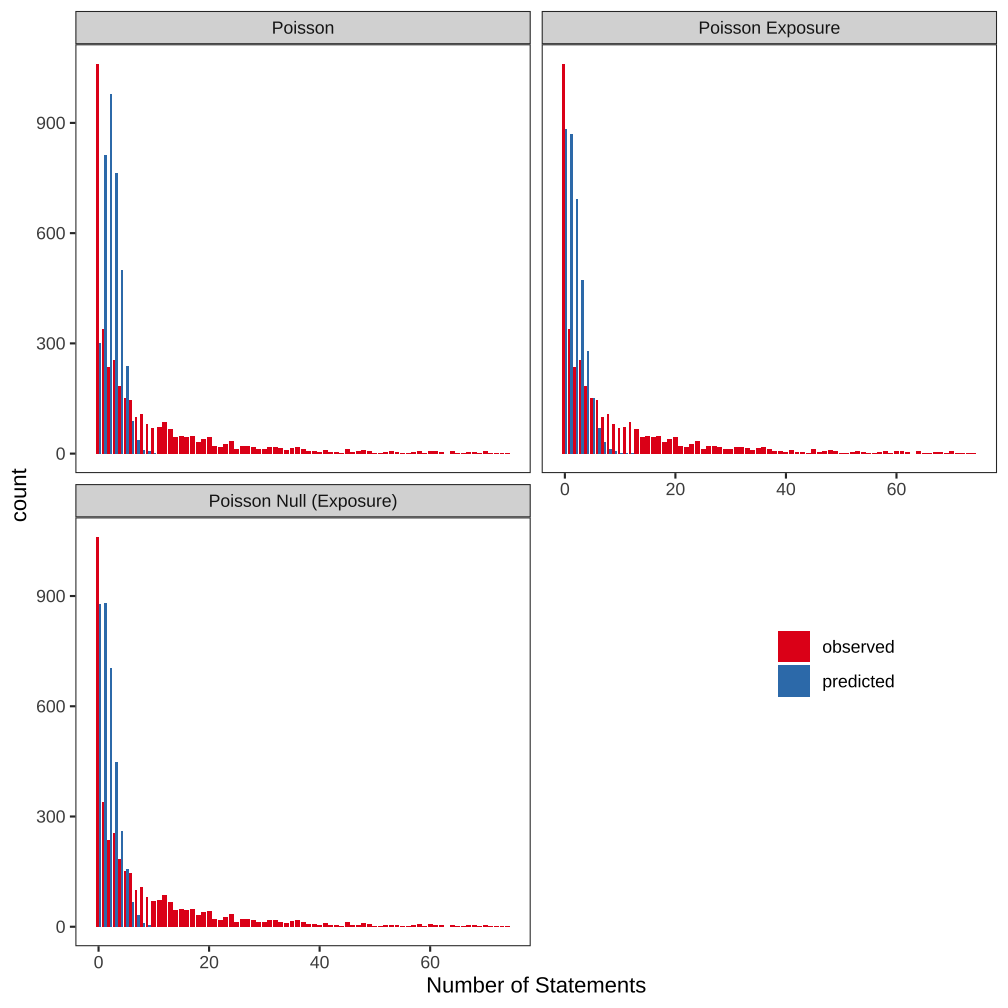 Poisson
Poisson Exposure
900
600
300
0
0 20 40 60
Poisson Null (Exposure)
900
600
300
0
0 20 40 60
count
Number of Statements
observed
predicted